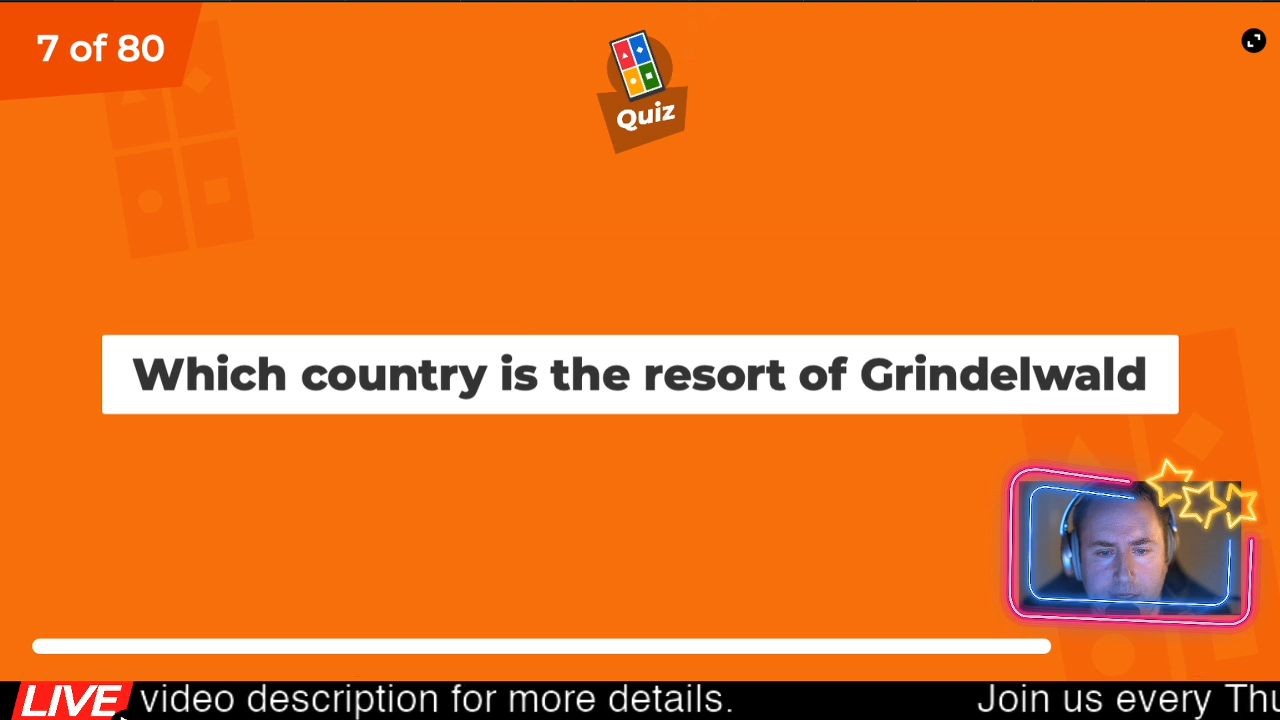 7 of 80
Quiz
Which country is the resort of Grindelwald
LIVE video description for more details. Join us every Thu